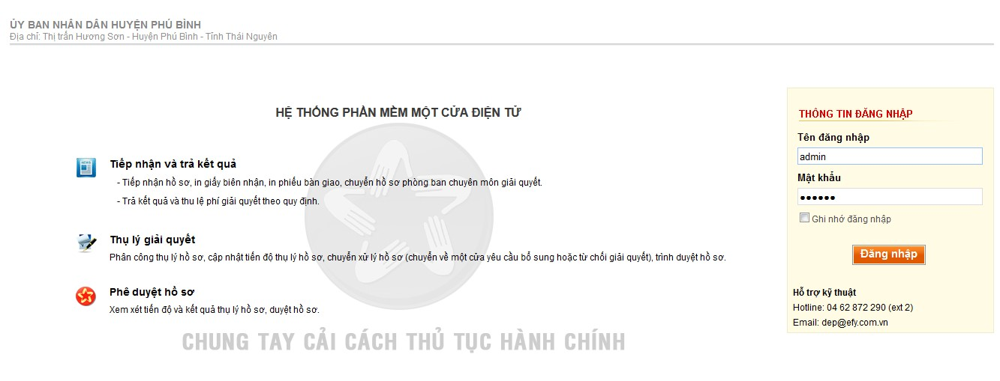 ỦY BAN NHÂN DÂN HUYỆN PHÚ BÌNH
Địa chỉ: Thị trấn Hương Sơn - Huyện Phú Bình - Tỉnh Thái Nguyên
HỆ THỐNG PHẦN MỀM MỘT CỬA ĐIỆN TỬ
NEWS
Tiếp nhận và trả kết quả
- Tiếp nhận hồ sơ, in giấy biên nhận, in phiếu bàn giao, chuyển hồ sơ phòng ban chuyên môn giải quyết.
- Trả kết quả và thu lệ phí giải quyết theo quy định.
Thụ lý giải quyết
Phân công thụ lý hồ sơ, cập nhật tiến độ thụ lý hồ sơ, chuyển xử lý hồ sơ (chuyển về một cửa yêu cầu bổ sung hoặc từ chối giải quyết), trình duyệt hồ sơ.
Phê duyệt hồ sơ
Xem xét tiến độ và kết quả thụ lý hồ sơ, duyệt hồ sơ.
CHUNG TAY CẢI CÁCH THỦ TỤC HÀNH CHÍNH
THÔNG TIN ĐĂNG NHẬP
Tên đăng nhập
admin
Mật khẩu
●●●●●●
Ghi nhớ đăng nhập
Đăng nhập
Hỗ trợ kỹ thuật
Hotline: 04 62 872 290 (ext 2)
Email: dep@efy.com.vn